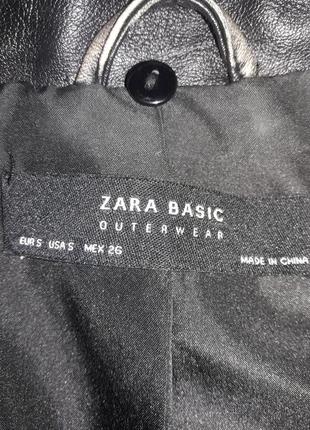 ZARA BASIC
OUTERWEAR
EUR S USA S MEX 26
MADE IN CHINA